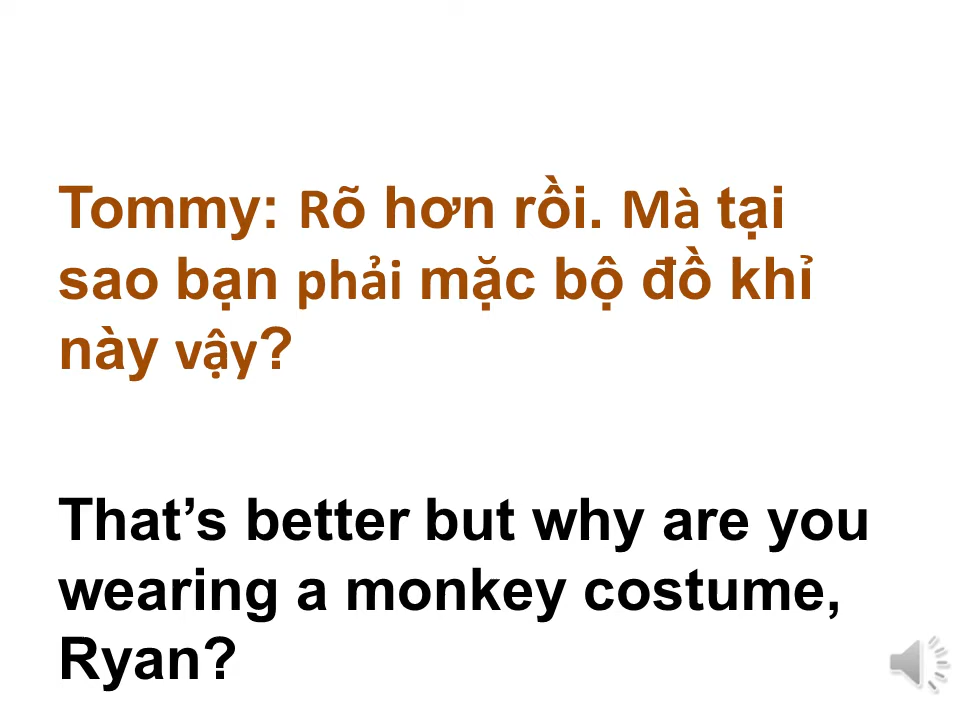 Tommy: Rõ hơn rồi. Mà tại
sao bạn phải mặc bộ đồ khỉ
này vậy?
That’s better but why are you
wearing a monkey costume,
Ryan?